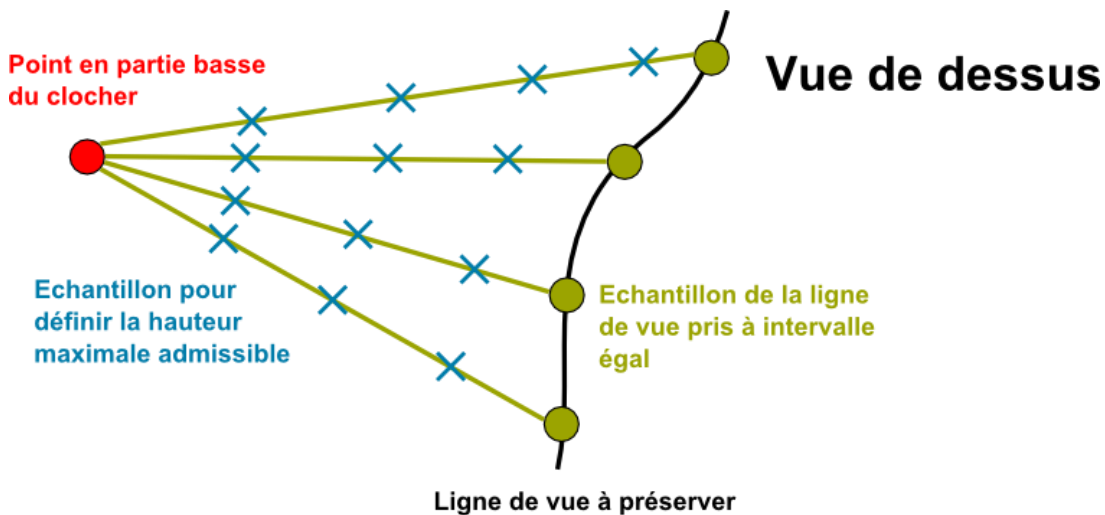 Point en partie basse
du clocher
Vue de dessus
Echantillon pour
définir la hauteur
maximale admissible
Echantillon de la ligne
de vue pris à intervalle
égal
Ligne de vue à préserver